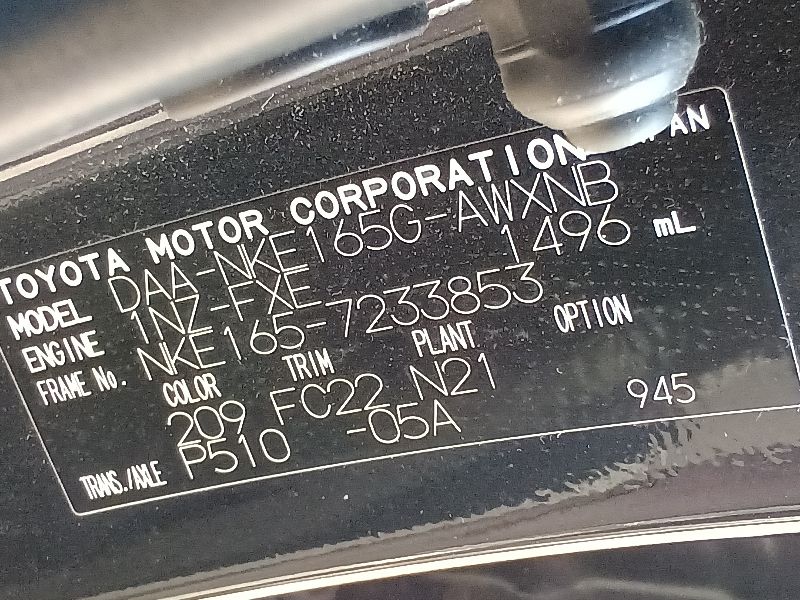 TOYOTA MOTOR CORPORATION
MODEL DAA-NKE165G-AWXNB
ENGINE 1NZ-FXE 1496 mL
FRAME No. NKE165-7233853
COLOR TRIM PLANT OPTION
209 FC22 N21
TRANS./AXLE P510 -05A 945